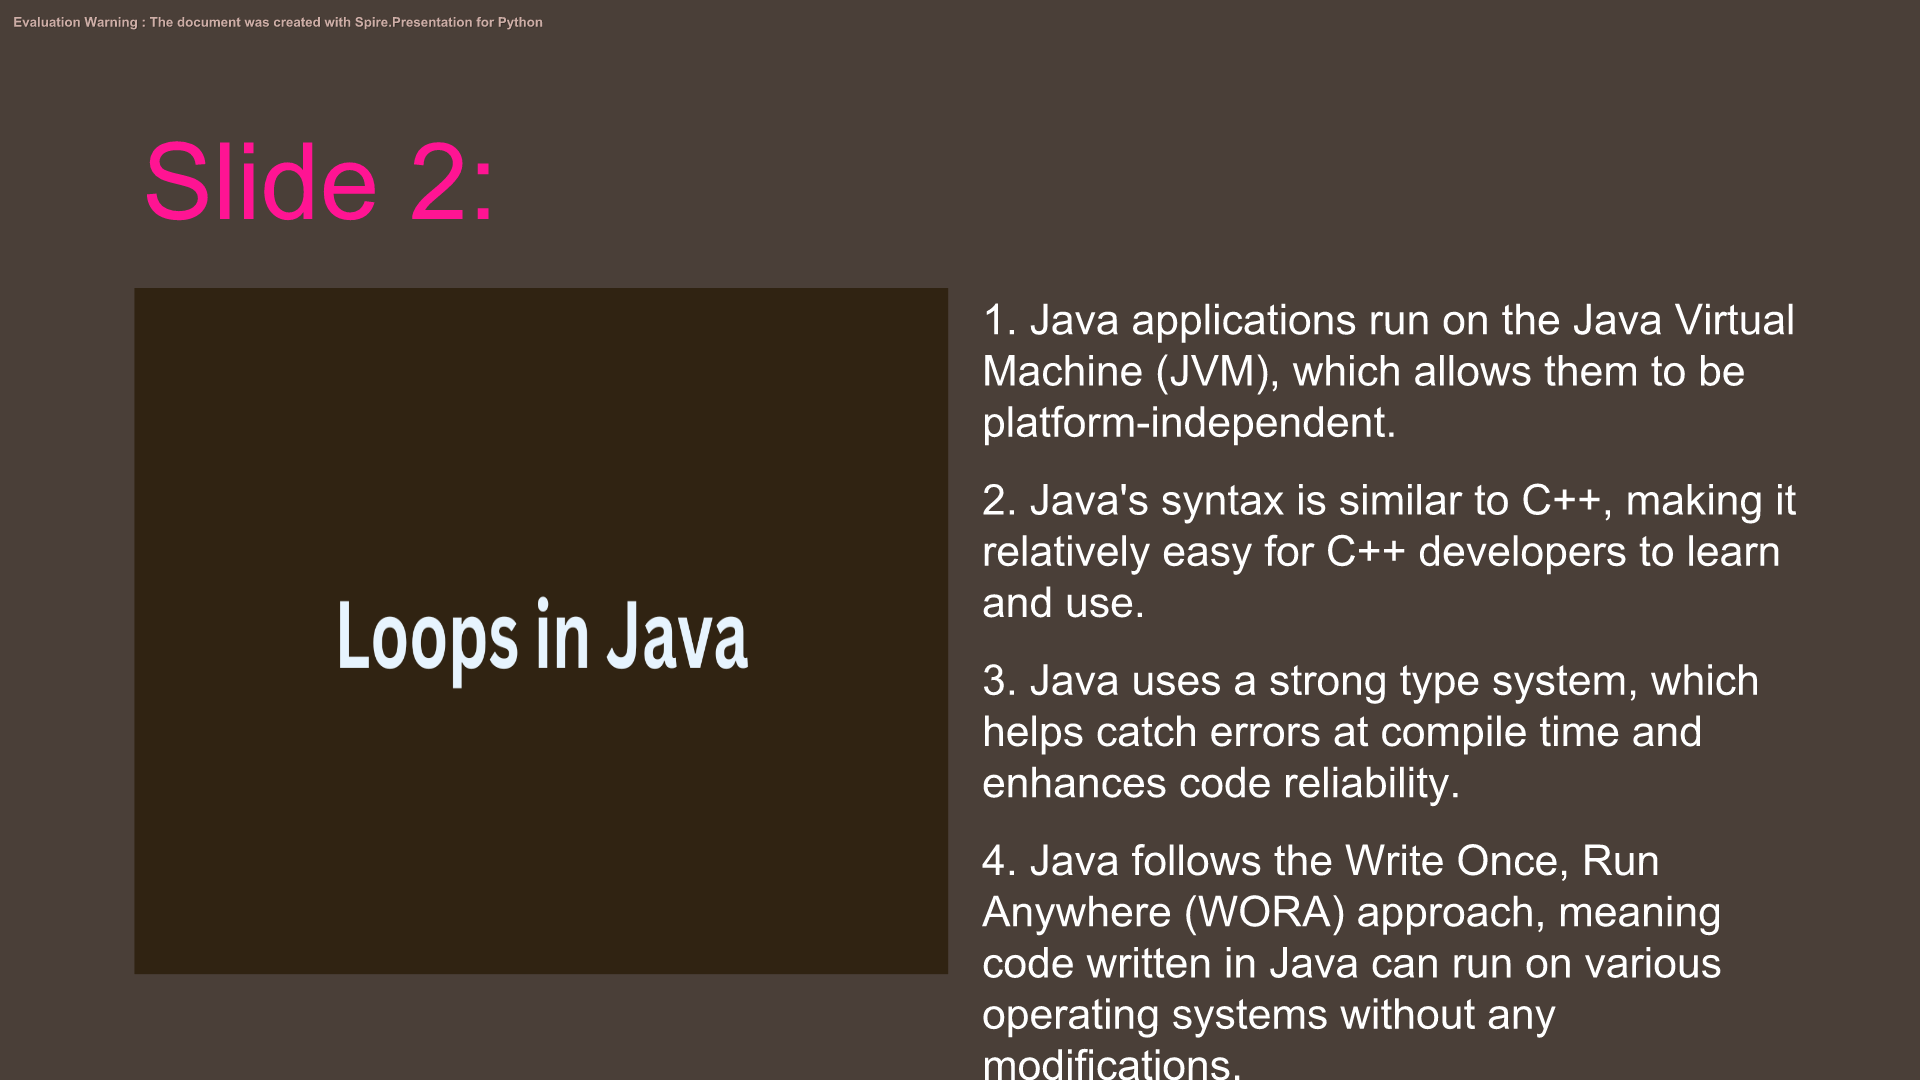 Evaluation Warning : The document was created with Spire.Presentation for Python
Slide 2:
Loops in Java
1. Java applications run on the Java Virtual
Machine (JVM), which allows them to be
platform-independent.
2. Java's syntax is similar to C++, making it
relatively easy for C++ developers to learn
and use.
3. Java uses a strong type system, which
helps catch errors at compile time and
enhances code reliability.
4. Java follows the Write Once, Run
Anywhere (WORA) approach, meaning
code written in Java can run on various
operating systems without any
modifications.